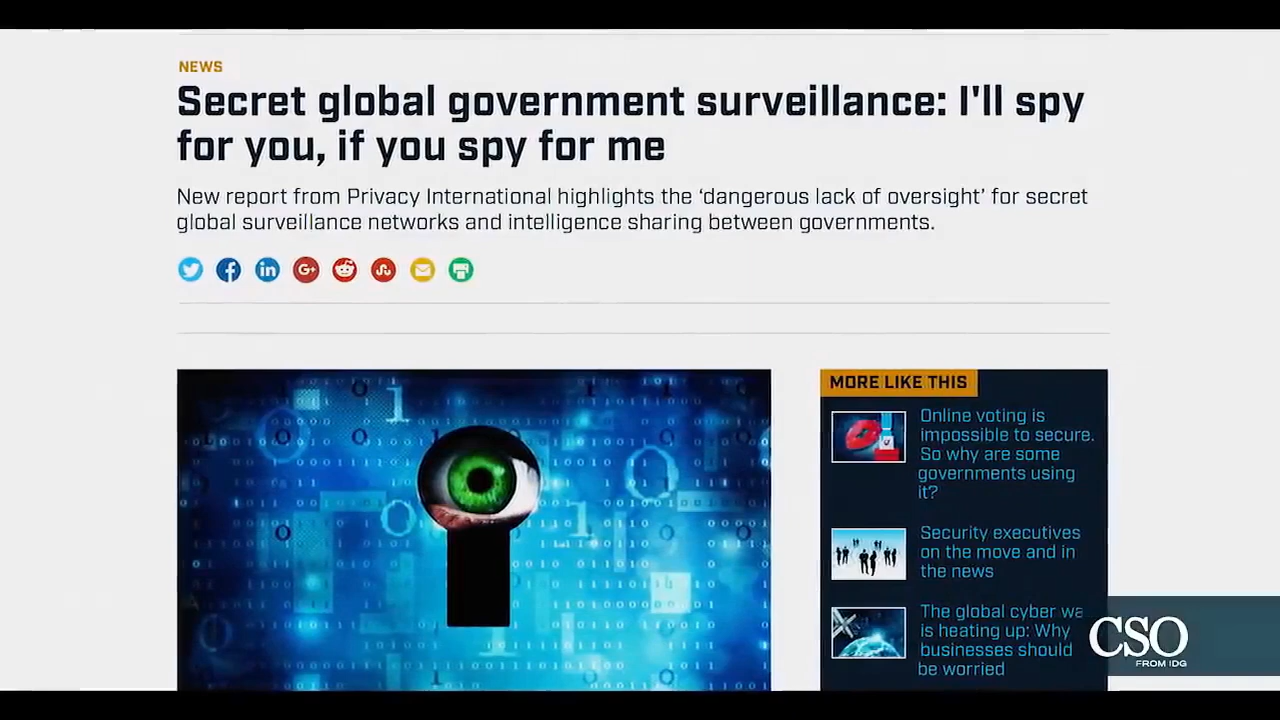 NEWS
Secret global government surveillance: I'll spy
for you, if you spy for me
New report from Privacy International highlights the ‘dangerous lack of oversight’ for secret
global surveillance networks and intelligence sharing between governments.
MORE LIKE THIS
Online voting is
impossible to secure.
So why are some
governments using
it?
Security executives
on the move and in
the news
The global cyber wa
is heating up: Why
businesses should
be worried
CSO
FROM IDG